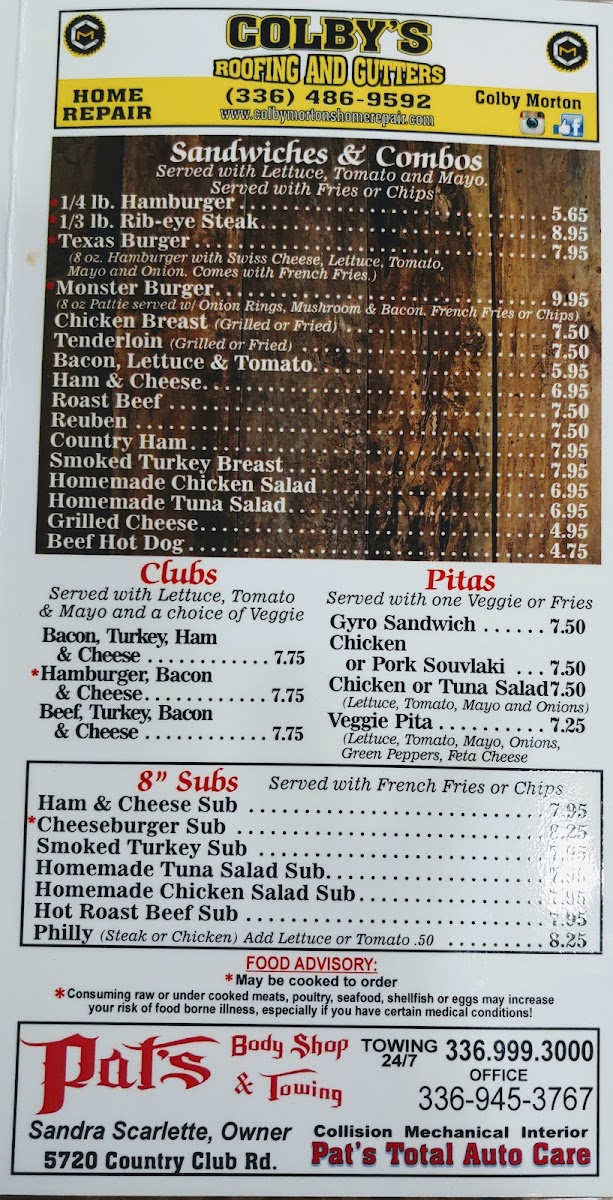 COLBY'S
ROOFING AND GUTTERS
HOME
REPAIR
(336) 486-9592
www.colbymortonshomerepair.com
Colby Morton
Sandwiches & Combos
Served with Lettuce, Tomato and Mayo.
Served with Fries or Chips
*1/4 lb. Hamburger . . . . . 5.65
*1/3 lb. Rib-eye Steak. . . . . 8.95
*Texas Burger . . . . . 7.95
(8 oz. Hamburger with Swiss Cheese, Lettuce, Tomato,
Mayo and Onion. Comes with French Fries.)
*Monster Burger. . . . . 9.95
(8 oz Pattie served w/ Onion Rings, Mushroom & Bacon. French Fries or Chips)
Chicken Breast (Grilled or Fried) . . . . . 7.50
Tenderloin (Grilled or Fried) . . . . . 7.50
Bacon, Lettuce & Tomato. . . . . 5.95
Ham & Cheese. . . . . 6.95
Roast Beef . . . . . 7.50
Reuben . . . . . 7.50
Country Ham . . . . . 7.95
Smoked Turkey Breast . . . . . 7.95
Homemade Chicken Salad . . . . . 6.95
Homemade Tuna Salad. . . . . 6.95
Grilled Cheese. . . . . 4.95
Beef Hot Dog . . . . . 4.75
Clubs
Served with Lettuce, Tomato
& Mayo and a choice of Veggie
Bacon, Turkey, Ham
& Cheese . . . . . 7.75
*Hamburger, Bacon
& Cheese. . . . . 7.75
Beef, Turkey, Bacon
& Cheese . . . . . 7.75
Pitas
Served with one Veggie or Fries
Gyro Sandwich . . . . . 7.50
Chicken
or Pork Souvlaki . . . 7.50
Chicken or Tuna Salad7.50
(Lettuce, Tomato, Mayo and Onions)
Veggie Pita . . . . . 7.25
(Lettuce, Tomato, Mayo, Onions,
Green Peppers, Feta Cheese
8" Subs Served with French Fries or Chips
Ham & Cheese Sub . . . . . 7.95
*Cheeseburger Sub . . . . . 8.25
Smoked Turkey Sub . . . . . 7.95
Homemade Tuna Salad Sub. . . . . 7.95
Homemade Chicken Salad Sub. . . . . 7.95
Hot Roast Beef Sub . . . . . 7.95
Philly (Steak or Chicken) Add Lettuce or Tomato .50 . . . . . 8.25
FOOD ADVISORY:
*May be cooked to order
*Consuming raw or under cooked meats, poultry, seafood, shellfish or eggs may increase
your risk of food borne illness, especially if you have certain medical conditions!
Pat's Body Shop
& Towing
TOWING
24/7
336.999.3000
OFFICE
336-945-3767
Sandra Scarlette, Owner
5720 Country Club Rd.
Collision Mechanical Interior
Pat's Total Auto Care